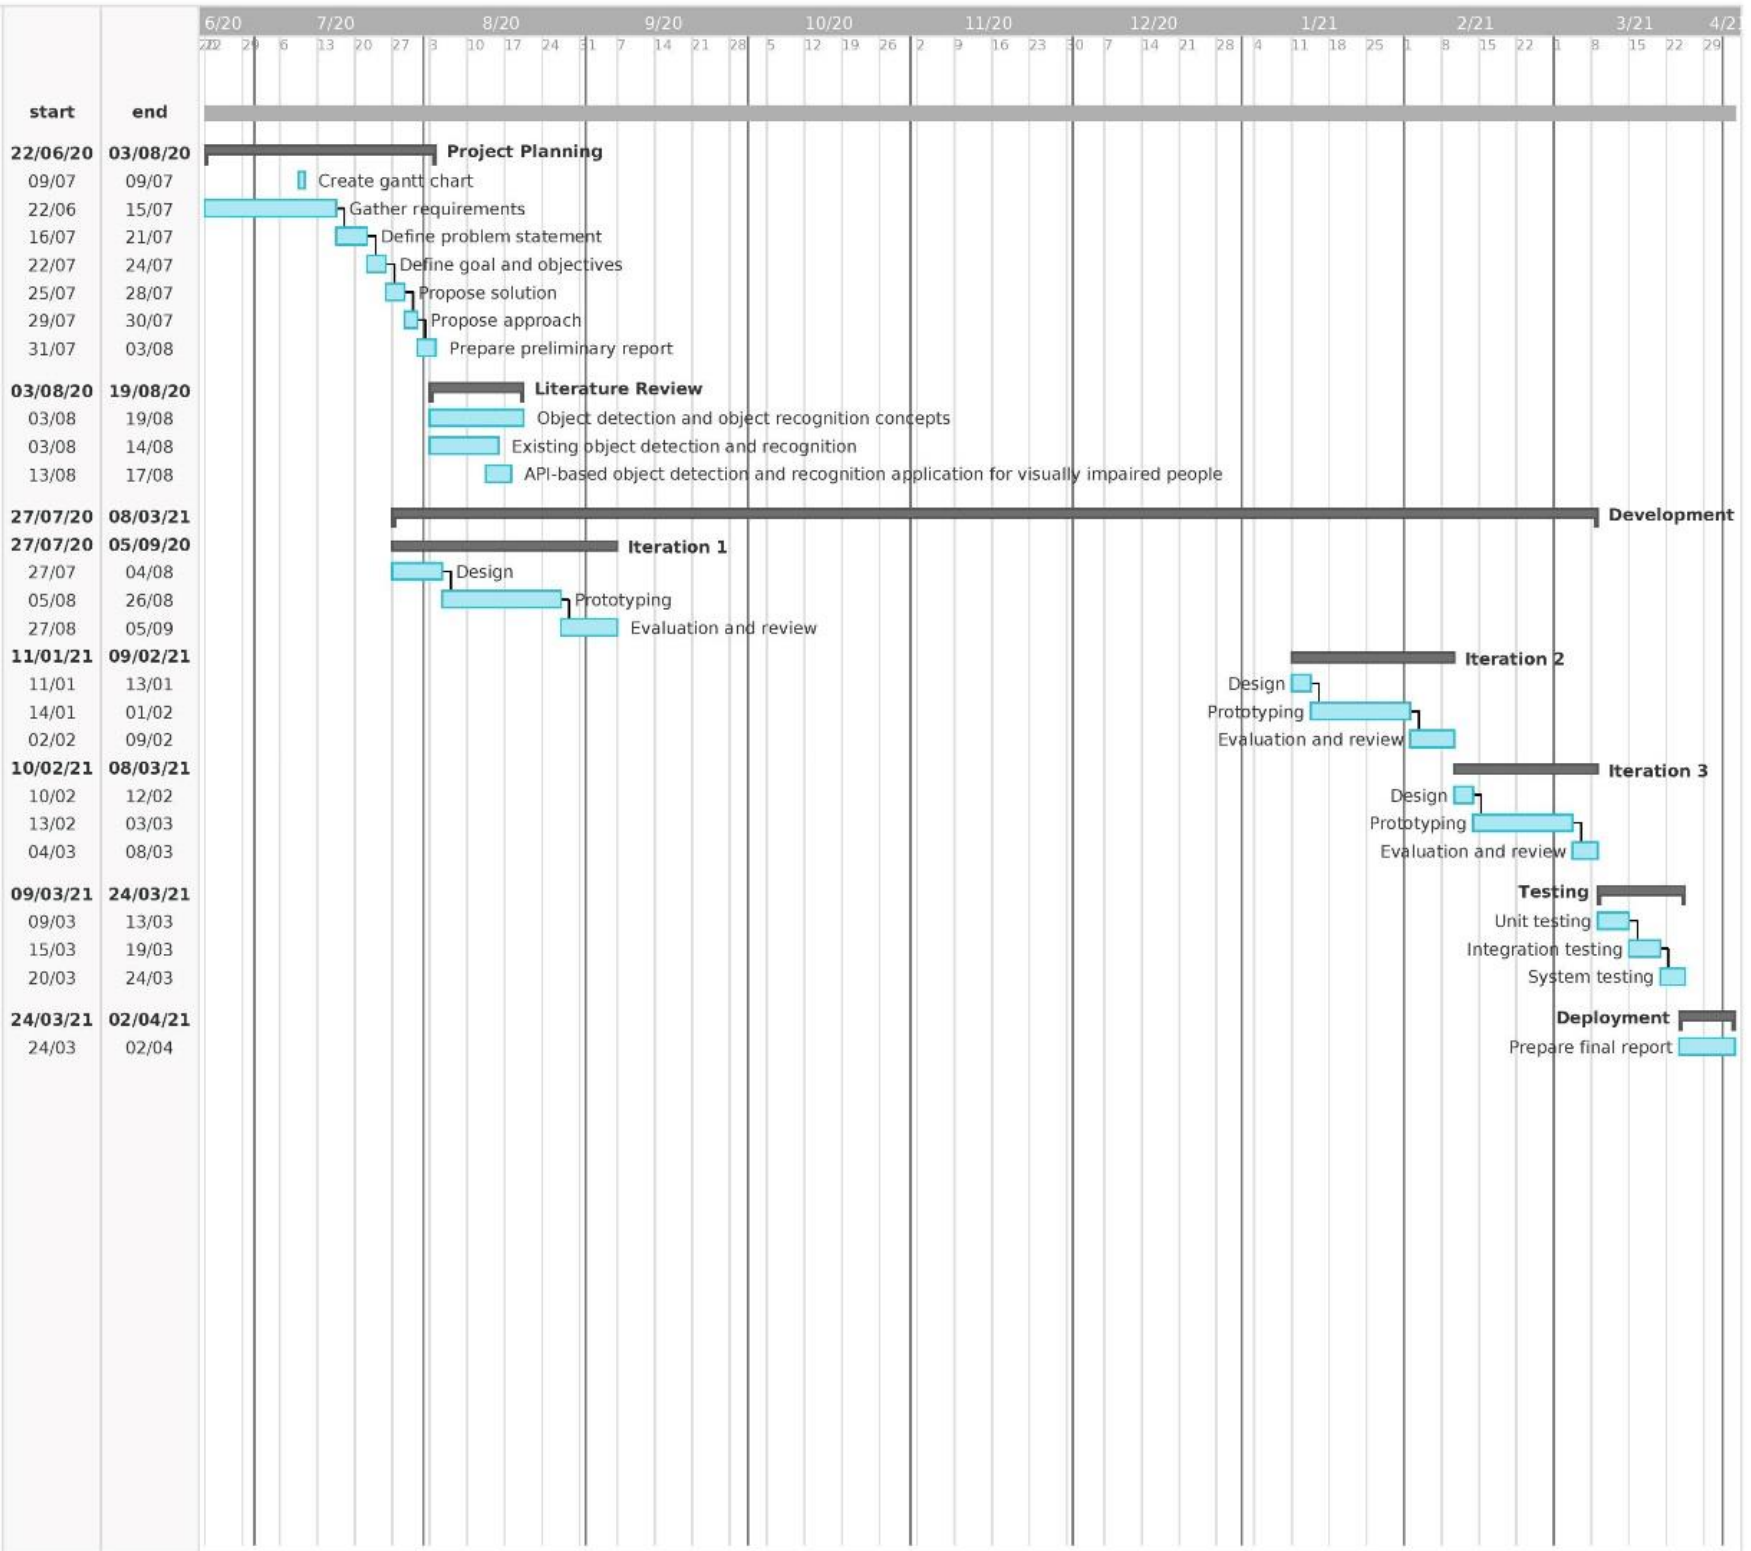 6/20 7/20 8/20 9/20 10/20 11/20 12/20 1/21 2/21 3/21 4/21
22 29 6 13 20 27 3 10 17 24 31 7 14 21 28 5 12 19 26 2 9 16 23 30 7 14 21 28 4 11 18 25 1 8 15 22 1 8 15 22 29
start end
22/06/20 03/08/20 Project Planning
09/07 09/07 Create gantt chart
22/06 15/07 Gather requirements
16/07 21/07 Define problem statement
22/07 24/07 Define goal and objectives
25/07 28/07 Propose solution
29/07 30/07 Propose approach
31/07 03/08 Prepare preliminary report
03/08/20 19/08/20 Literature Review
03/08 19/08 Object detection and object recognition concepts
03/08 14/08 Existing object detection and recognition
13/08 17/08 API-based object detection and recognition application for visually impaired people
27/07/20 08/03/21 Development
27/07/20 05/09/20 Iteration 1
27/07 04/08 Design
05/08 26/08 Prototyping
27/08 05/09 Evaluation and review
11/01/21 09/02/21 Iteration 2
11/01 13/01 Design
14/01 01/02 Prototyping
02/02 09/02 Evaluation and review
10/02/21 08/03/21 Iteration 3
10/02 12/02 Design
13/02 03/03 Prototyping
04/03 08/03 Evaluation and review
09/03/21 24/03/21 Testing
09/03 13/03 Unit testing
15/03 19/03 Integration testing
20/03 24/03 System testing
24/03/21 02/04/21 Deployment
24/03 02/04 Prepare final report